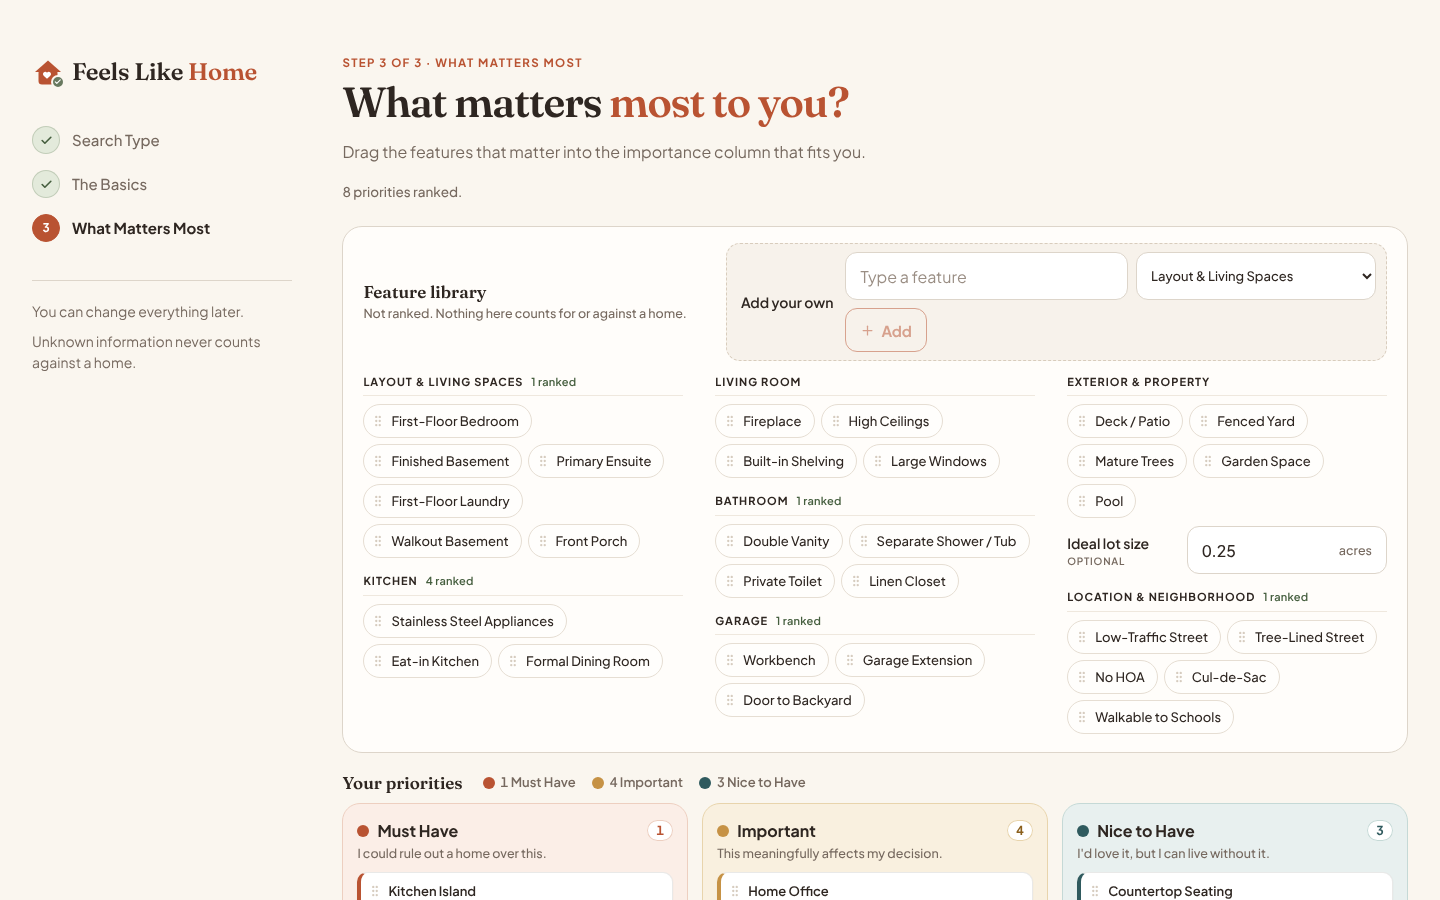 Feels Like Home
Search Type
The Basics
3 What Matters Most
You can change everything later.
Unknown information never counts
against a home.
STEP 3 OF 3 · WHAT MATTERS MOST
What matters most to you?
Drag the features that matter into the importance column that fits you.
8 priorities ranked.
Feature library
Not ranked. Nothing here counts for or against a home.
Add your own
Type a feature
Layout & Living Spaces
+ Add
LAYOUT & LIVING SPACES 1 ranked
First-Floor Bedroom
Finished Basement Primary Ensuite
First-Floor Laundry
Walkout Basement Front Porch
KITCHEN 4 ranked
Stainless Steel Appliances
Eat-in Kitchen Formal Dining Room
LIVING ROOM
Fireplace High Ceilings
Built-in Shelving Large Windows
BATHROOM 1 ranked
Double Vanity Separate Shower / Tub
Private Toilet Linen Closet
GARAGE 1 ranked
Workbench Garage Extension
Door to Backyard
EXTERIOR & PROPERTY
Deck / Patio Fenced Yard
Mature Trees Garden Space
Pool
Ideal lot size
OPTIONAL
0.25 acres
LOCATION & NEIGHBORHOOD 1 ranked
Low-Traffic Street Tree-Lined Street
No HOA Cul-de-Sac
Walkable to Schools
Your priorities 1 Must Have 4 Important 3 Nice to Have
Must Have 1
I could rule out a home over this.
Kitchen Island
Important 4
This meaningfully affects my decision.
Home Office
Nice to Have 3
I'd love it, but I can live without it.
Countertop Seating